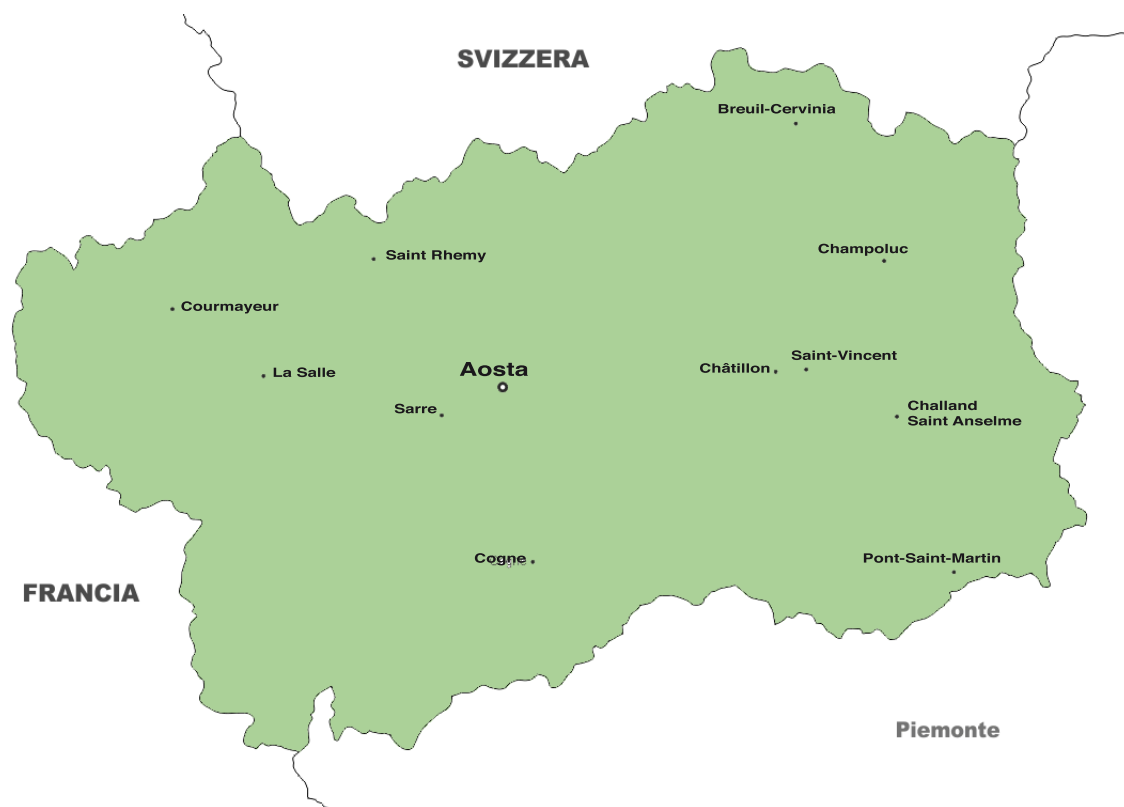 SVIZZERA
Breuil-Cervinia
Saint Rhemy
Champoluc
Courmayeur
Saint-Vincent
Aosta
Châtillon
La Salle
Sarre
Challand
Saint Anselme
Cogne
Pont-Saint-Martin
FRANCIA
Piemonte